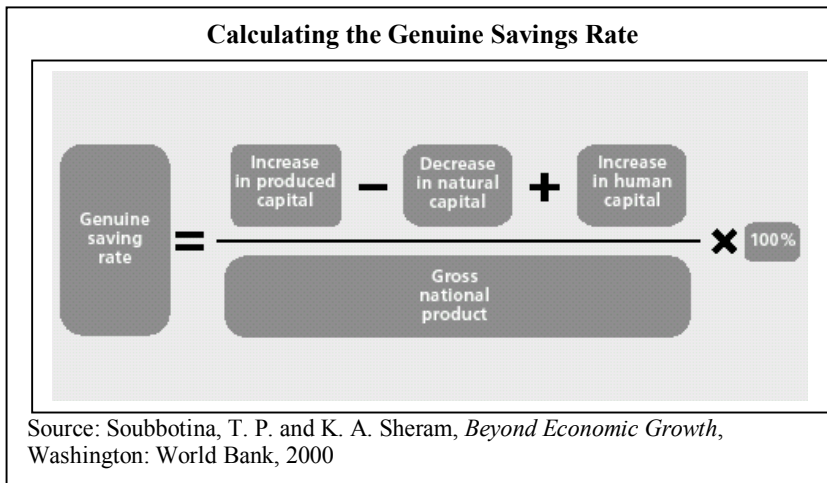 Calculating the Genuine Savings Rate
Genuine
saving
rate
=
Increase
in produced
capital
−
Decrease
in natural
capital
+
Increase
in human
capital
Gross
national
product
×
100%
Source: Soubbotina, T. P. and K. A. Sheram, Beyond Economic Growth,
Washington: World Bank, 2000